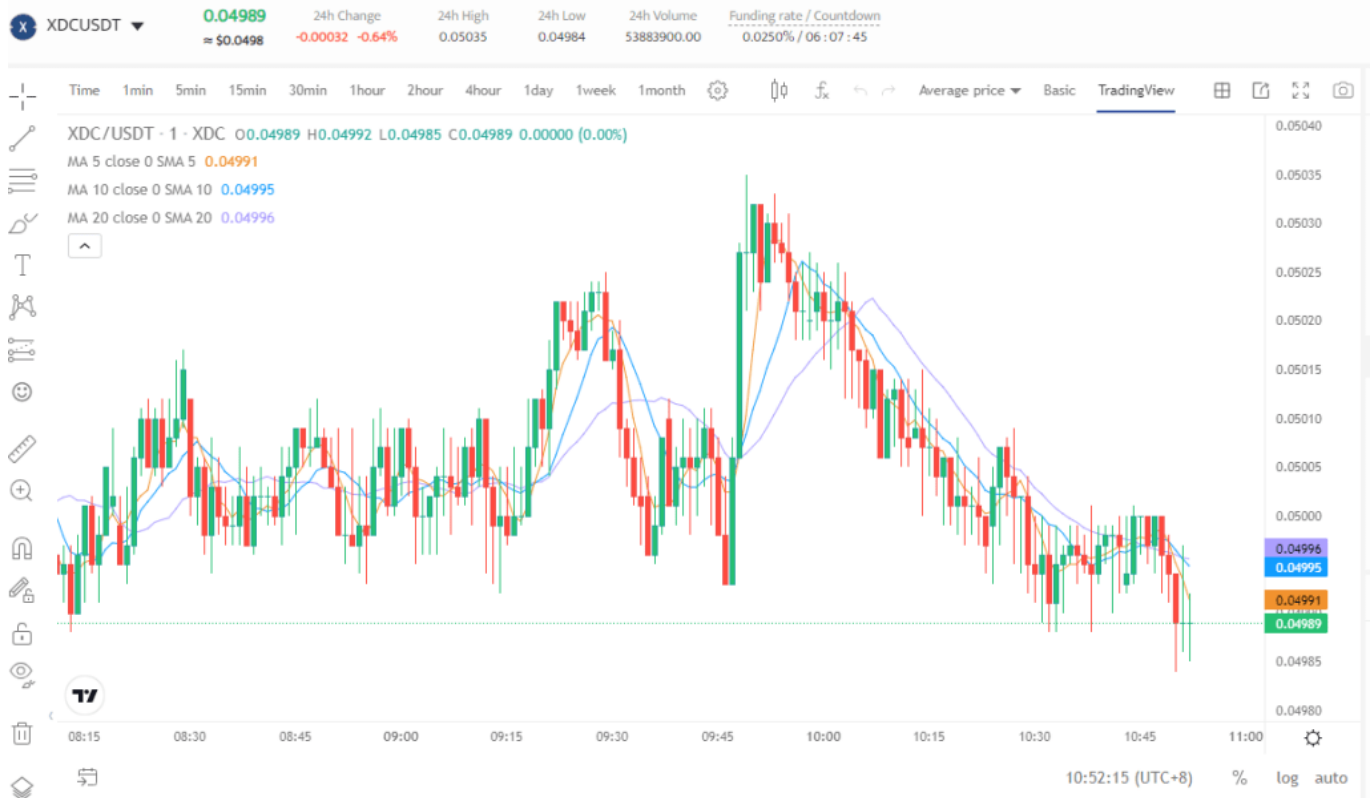 24h Change 24h High 24h Low 24h Volume Funding rate / Countdown
X XDCUSDT 0.04989
≈ $0.0498 -0.00032 -0.64% 0.05035 0.04984 53883900.00 0.0250% / 06:07:45
Time 1min 5min 15min 30min 1hour 2hour 4hour 1day 1week 1month fx Average price Basic TradingView
XDC/USDT · 1 · XDC O0.04989 H0.04992 L0.04985 C0.04989 0.00000 (0.00%)
MA 5 close 0 SMA 5 0.04991
MA 10 close 0 SMA 10 0.04995
MA 20 close 0 SMA 20 0.04996
T
0.05040
0.05035
0.05030
0.05025
0.05020
0.05015
0.05010
0.05005
0.05000
0.04996
0.04995
0.04991
0.04989
0.04985
0.04980
08:15 08:30 08:45 09:00 09:15 09:30 09:45 10:00 10:15 10:30 10:45 11:00
10:52:15 (UTC+8) % log auto